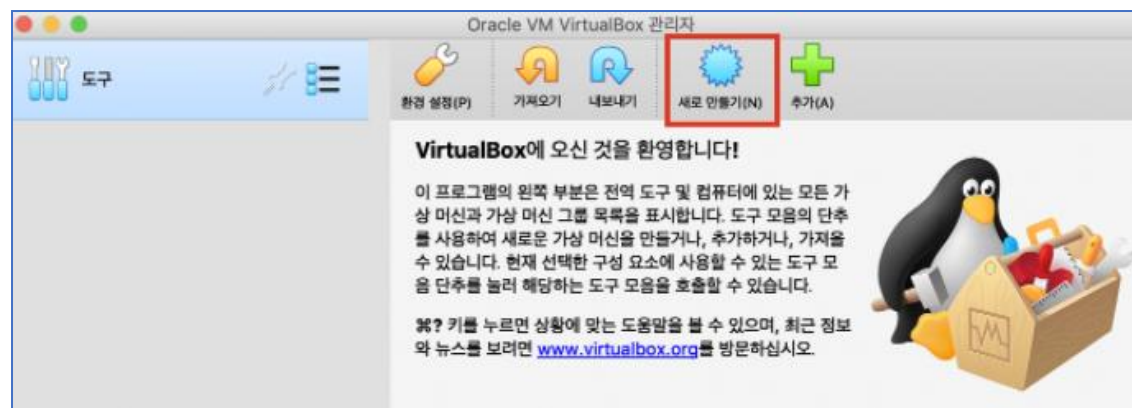 Oracle VM VirtualBox 관리자
도구
환경 설정(P)
가져오기
내보내기
새로 만들기(N)
추가(A)
VirtualBox에 오신 것을 환영합니다!
이 프로그램의 왼쪽 부분은 전역 도구 및 컴퓨터에 있는 모든 가
상 머신과 가상 머신 그룹 목록을 표시합니다. 도구 모음의 단추
를 사용하여 새로운 가상 머신을 만들거나, 추가하거나, 가져올
수 있습니다. 현재 선택한 구성 요소에 사용할 수 있는 도구 모
음 단추를 눌러 해당하는 도구 모음을 호출할 수 있습니다.
⌘? 키를 누르면 상황에 맞는 도움말을 볼 수 있으며, 최근 정보
와 뉴스를 보려면 www.virtualbox.org를 방문하십시오.